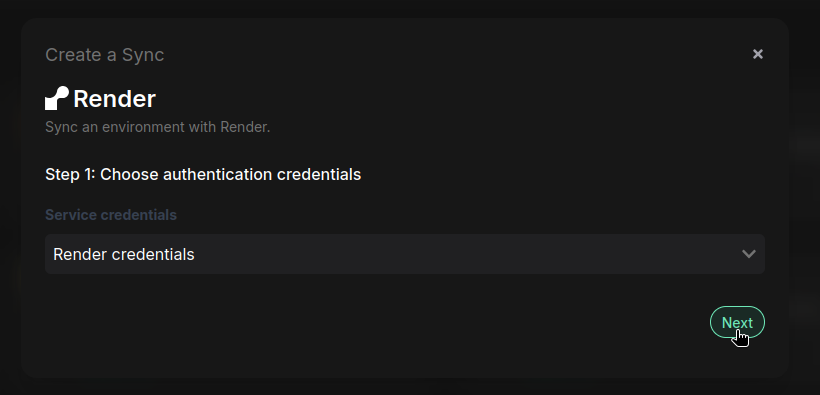 Create a Sync
Render
Sync an environment with Render.
Step 1: Choose authentication credentials
Service credentials
Render credentials
Next